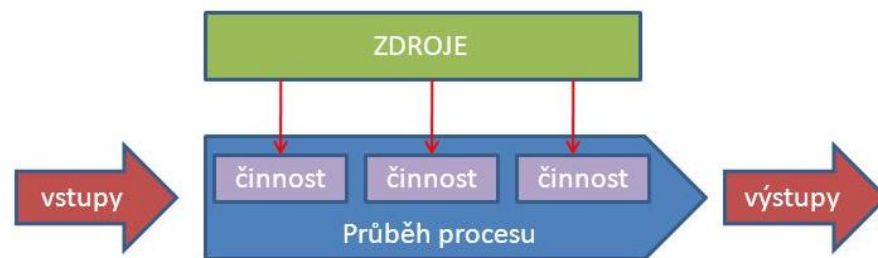 ZDROJE
vstupy
činnost
činnost
činnost
Průběh procesu
výstupy